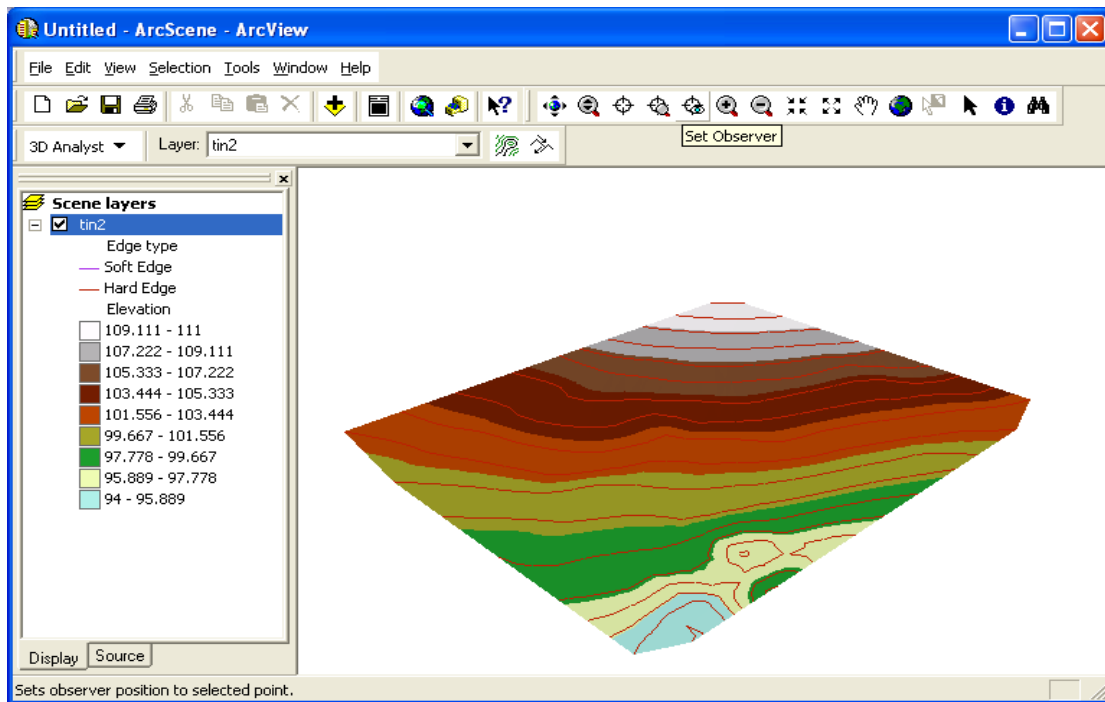 Untitled - ArcScene - ArcView
File Edit View Selection Tools Window Help
Set Observer
3D Analyst Layer: tin2
Scene layers
tin2
Edge type
Soft Edge
Hard Edge
Elevation
109.111 - 111
107.222 - 109.111
105.333 - 107.222
103.444 - 105.333
101.556 - 103.444
99.667 - 101.556
97.778 - 99.667
95.889 - 97.778
94 - 95.889
Display Source
Sets observer position to selected point.